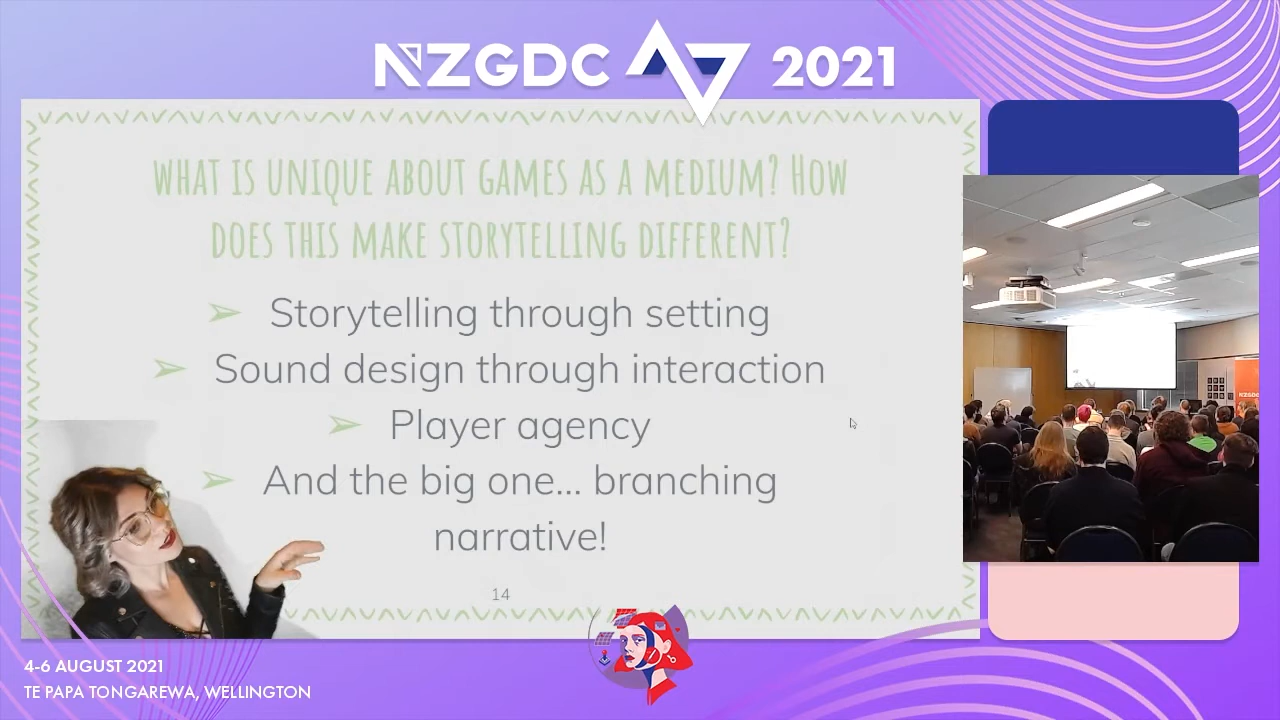 NZGDC 2021
WHAT IS UNIQUE ABOUT GAMES AS A MEDIUM? HOW
DOES THIS MAKE STORYTELLING DIFFERENT?
➢ Storytelling through setting
➢ Sound design through interaction
➢ Player agency
➢ And the big one... branching
narrative!
14
NZGDC
4-6 AUGUST 2021
TE PAPA TONGAREWA, WELLINGTON